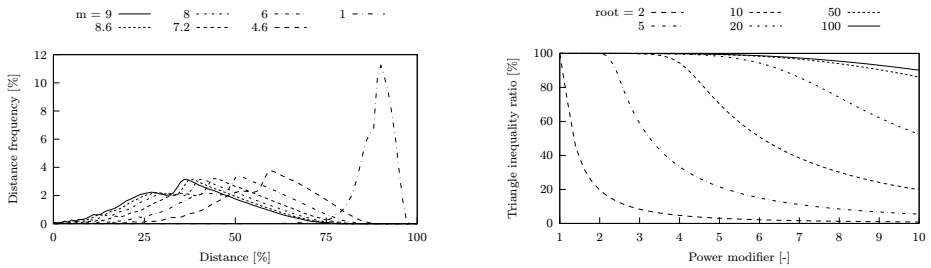 m = 9 8 6 1
8.6 7.2 4.6
12
10
8
6
4
2
0
Distance frequency [%]
0 25 50 75 100
Distance [%]
root = 2 10 50
5 20 100
100
80
60
40
20
0
Triangle inequality ratio [%]
1 2 3 4 5 6 7 8 9 10
Power modifier [-]